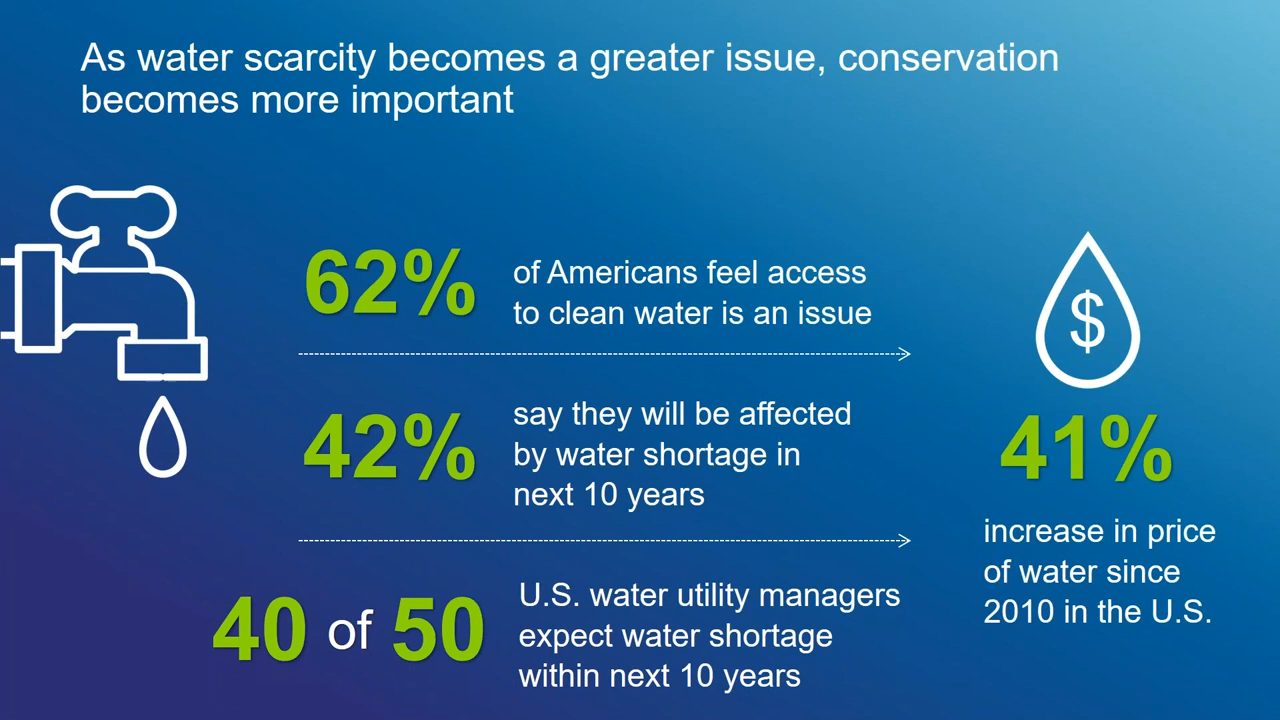 As water scarcity becomes a greater issue, conservation
becomes more important
62%
of Americans feel access
to clean water is an issue
42%
say they will be affected
by water shortage in
next 10 years
40 of 50
U.S. water utility managers
expect water shortage
within next 10 years
$
41%
increase in price
of water since
2010 in the U.S.